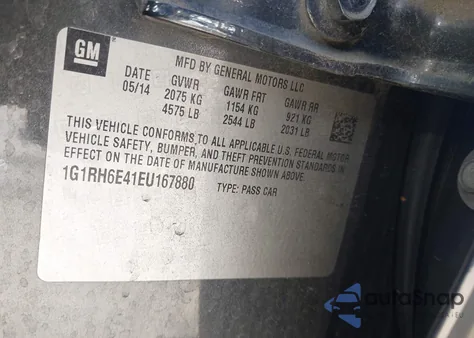 GM
MFD BY GENERAL MOTORS LLC
DATE GVWR GAWR FRT GAWR RR
05/14 2075 KG 1154 KG 921 KG
4575 LB 2544 LB 2031 LB
THIS VEHICLE CONFORMS TO ALL APPLICABLE U.S. FEDERAL MOTOR
VEHICLE SAFETY, BUMPER, AND THEFT PREVENTION STANDARDS IN
EFFECT ON THE DATE OF MANUFACTURE SHOWN ABOVE.
1G1RH6E41EU167880 TYPE: PASS CAR
autoSnap